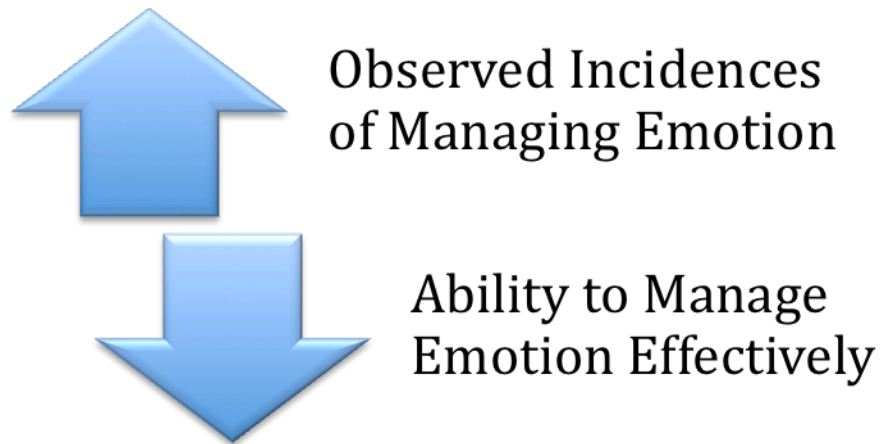 Observed Incidences
of Managing Emotion
Ability to Manage
Emotion Effectively